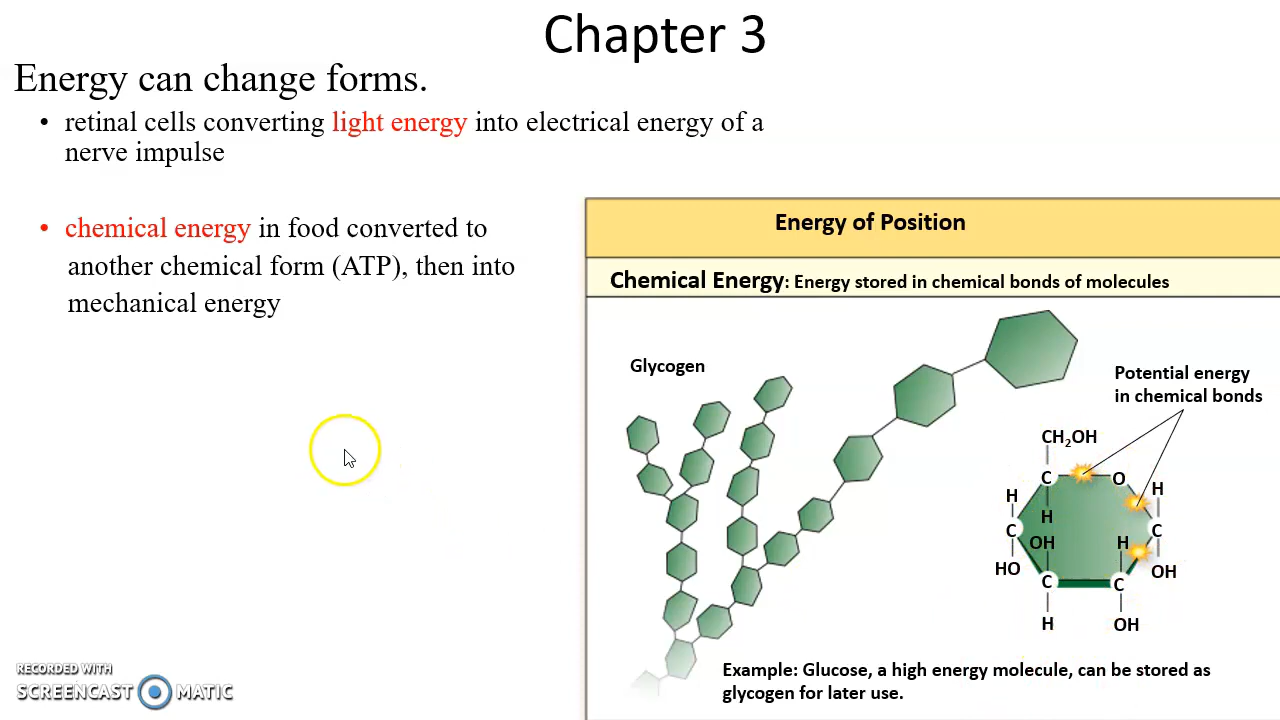 Chapter 3
Energy can change forms.
• retinal cells converting light energy into electrical energy of a
nerve impulse
• chemical energy in food converted to
another chemical form (ATP), then into
mechanical energy
Energy of Position
Chemical Energy: Energy stored in chemical bonds of molecules
Glycogen
Potential energy
in chemical bonds
CH₂OH
C O
H H
H
C C
OH H
HO OH
C C
H OH
Example: Glucose, a high energy molecule, can be stored as
glycogen for later use.
RECORDED WITH
SCREENCAST MATIC